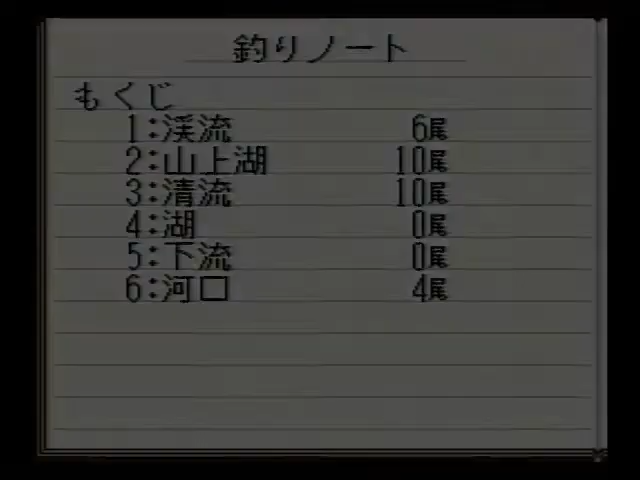 釣りノート
もくじ
1:渓流 6尾
2:山上湖 10尾
3:清流 10尾
4:湖 0尾
5:下流 0尾
6:河口 4尾